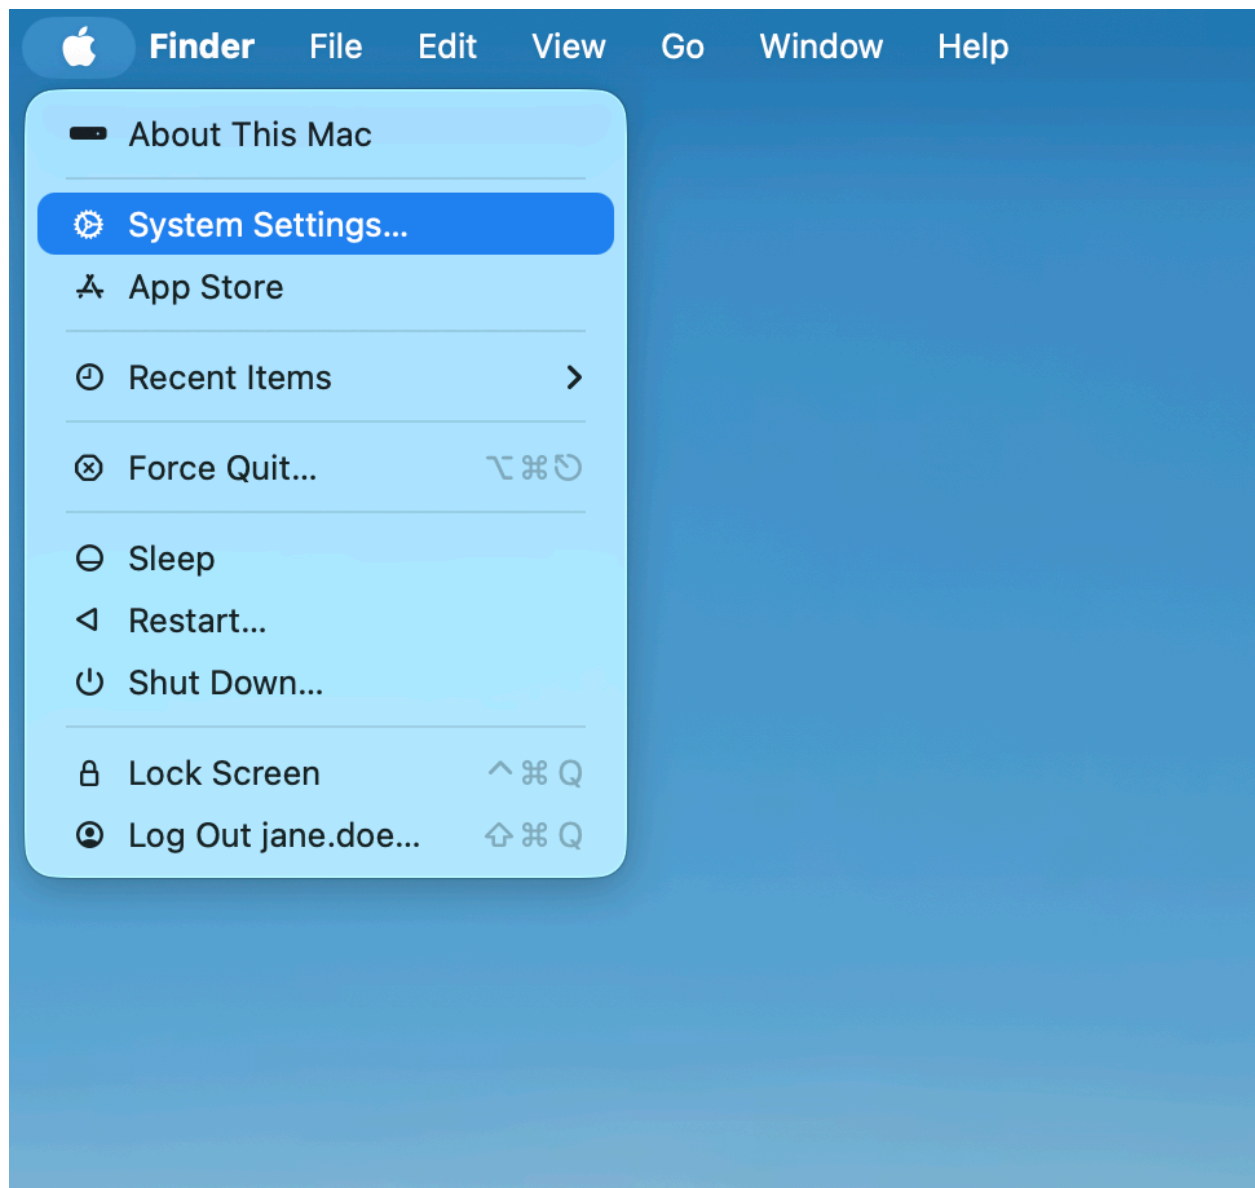 Finder File Edit View Go Window Help
About This Mac
System Settings...
App Store
Recent Items
Force Quit... ⌥⌘⎋
Sleep
Restart...
Shut Down...
Lock Screen ^⌘Q
Log Out jane.doe... ⇧⌘Q